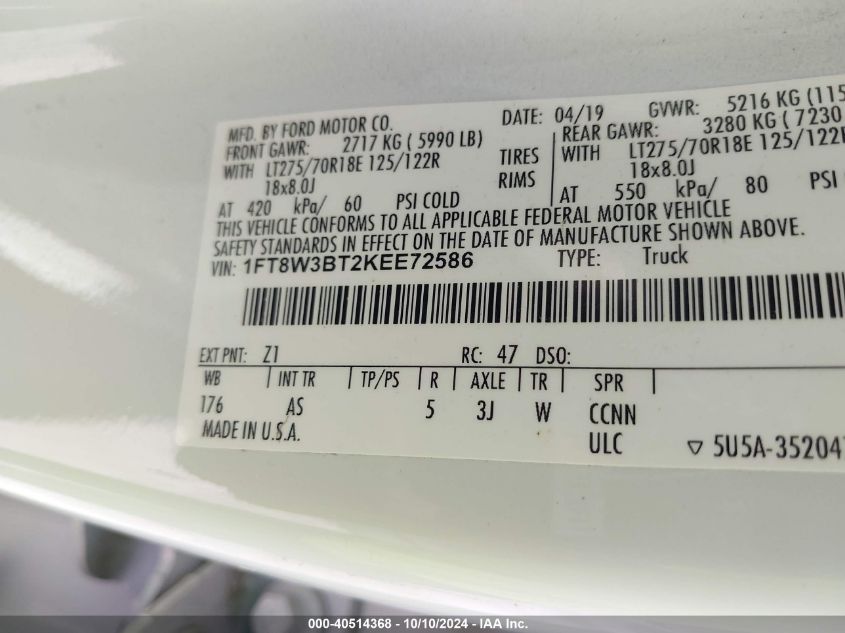 MFD. BY FORD MOTOR CO. DATE: 04/19 GVWR: 5216 KG (115
FRONT GAWR: 2717 KG ( 5990 LB) REAR GAWR: 3280 KG ( 7230
WITH LT275/70R18E 125/122R TIRES WITH LT275/70R18E 125/122R
18x8.0J RIMS 18x8.0J
AT 420 kPa/ 60 PSI COLD AT 550 kPa/ 80 PSI
THIS VEHICLE CONFORMS TO ALL APPLICABLE FEDERAL MOTOR VEHICLE
SAFETY STANDARDS IN EFFECT ON THE DATE OF MANUFACTURE SHOWN ABOVE.
VIN: 1FT8W3BT2KEE72586 TYPE: Truck
EXT PNT: Z1 RC: 47 DSO:
WB INT TR TP/PS R AXLE TR SPR
176 AS 5 3J W CCNN
MADE IN U.S.A. ULC 5U5A-35204
Copart: 40514368 - 10/10/2024 - IAA Inc.